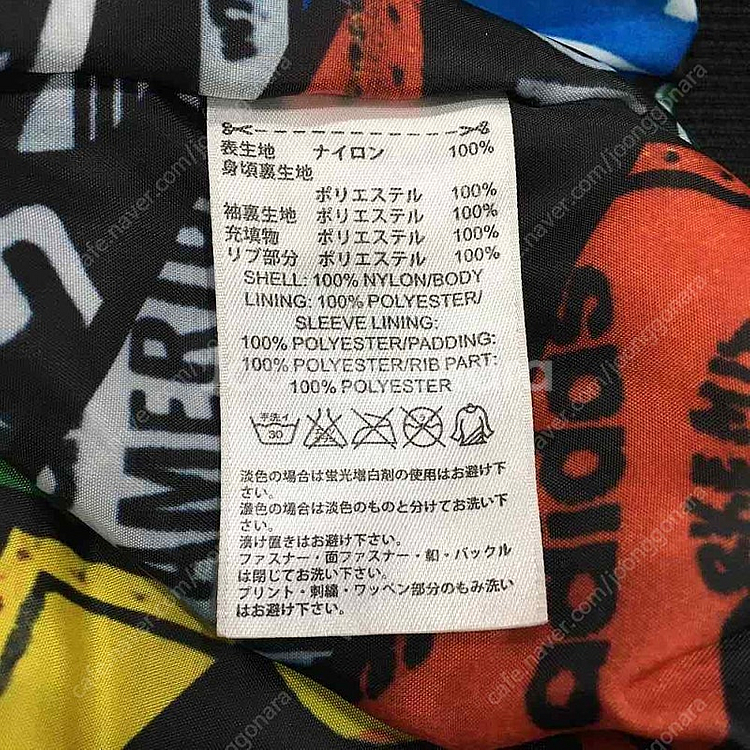 表生地 ナイロン 100%
身頃裏生地
ポリエステル 100%
袖裏生地 ポリエステル 100%
充填物 ポリエステル 100%
リブ部分 ポリエステル 100%
SHELL: 100% NYLON/BODY
LINING: 100% POLYESTER/
SLEEVE LINING:
100% POLYESTER/PADDING:
100% POLYESTER/RIB PART:
100% POLYESTER
手洗イ
30
淡色の場合は蛍光増白剤の使用はお避け下
さい。
濃色の場合は淡色のものと分けてお洗い下
さい。
漬け置きはお避け下さい。
ファスナー・面ファスナー・釦・バックル
は閉じてお洗い下さい。
プリント・刺繍・ワッペン部分のもみ洗い
はお避け下さい。
adidas
adidas
joonggonara
cafe.naver.com/joonggonara